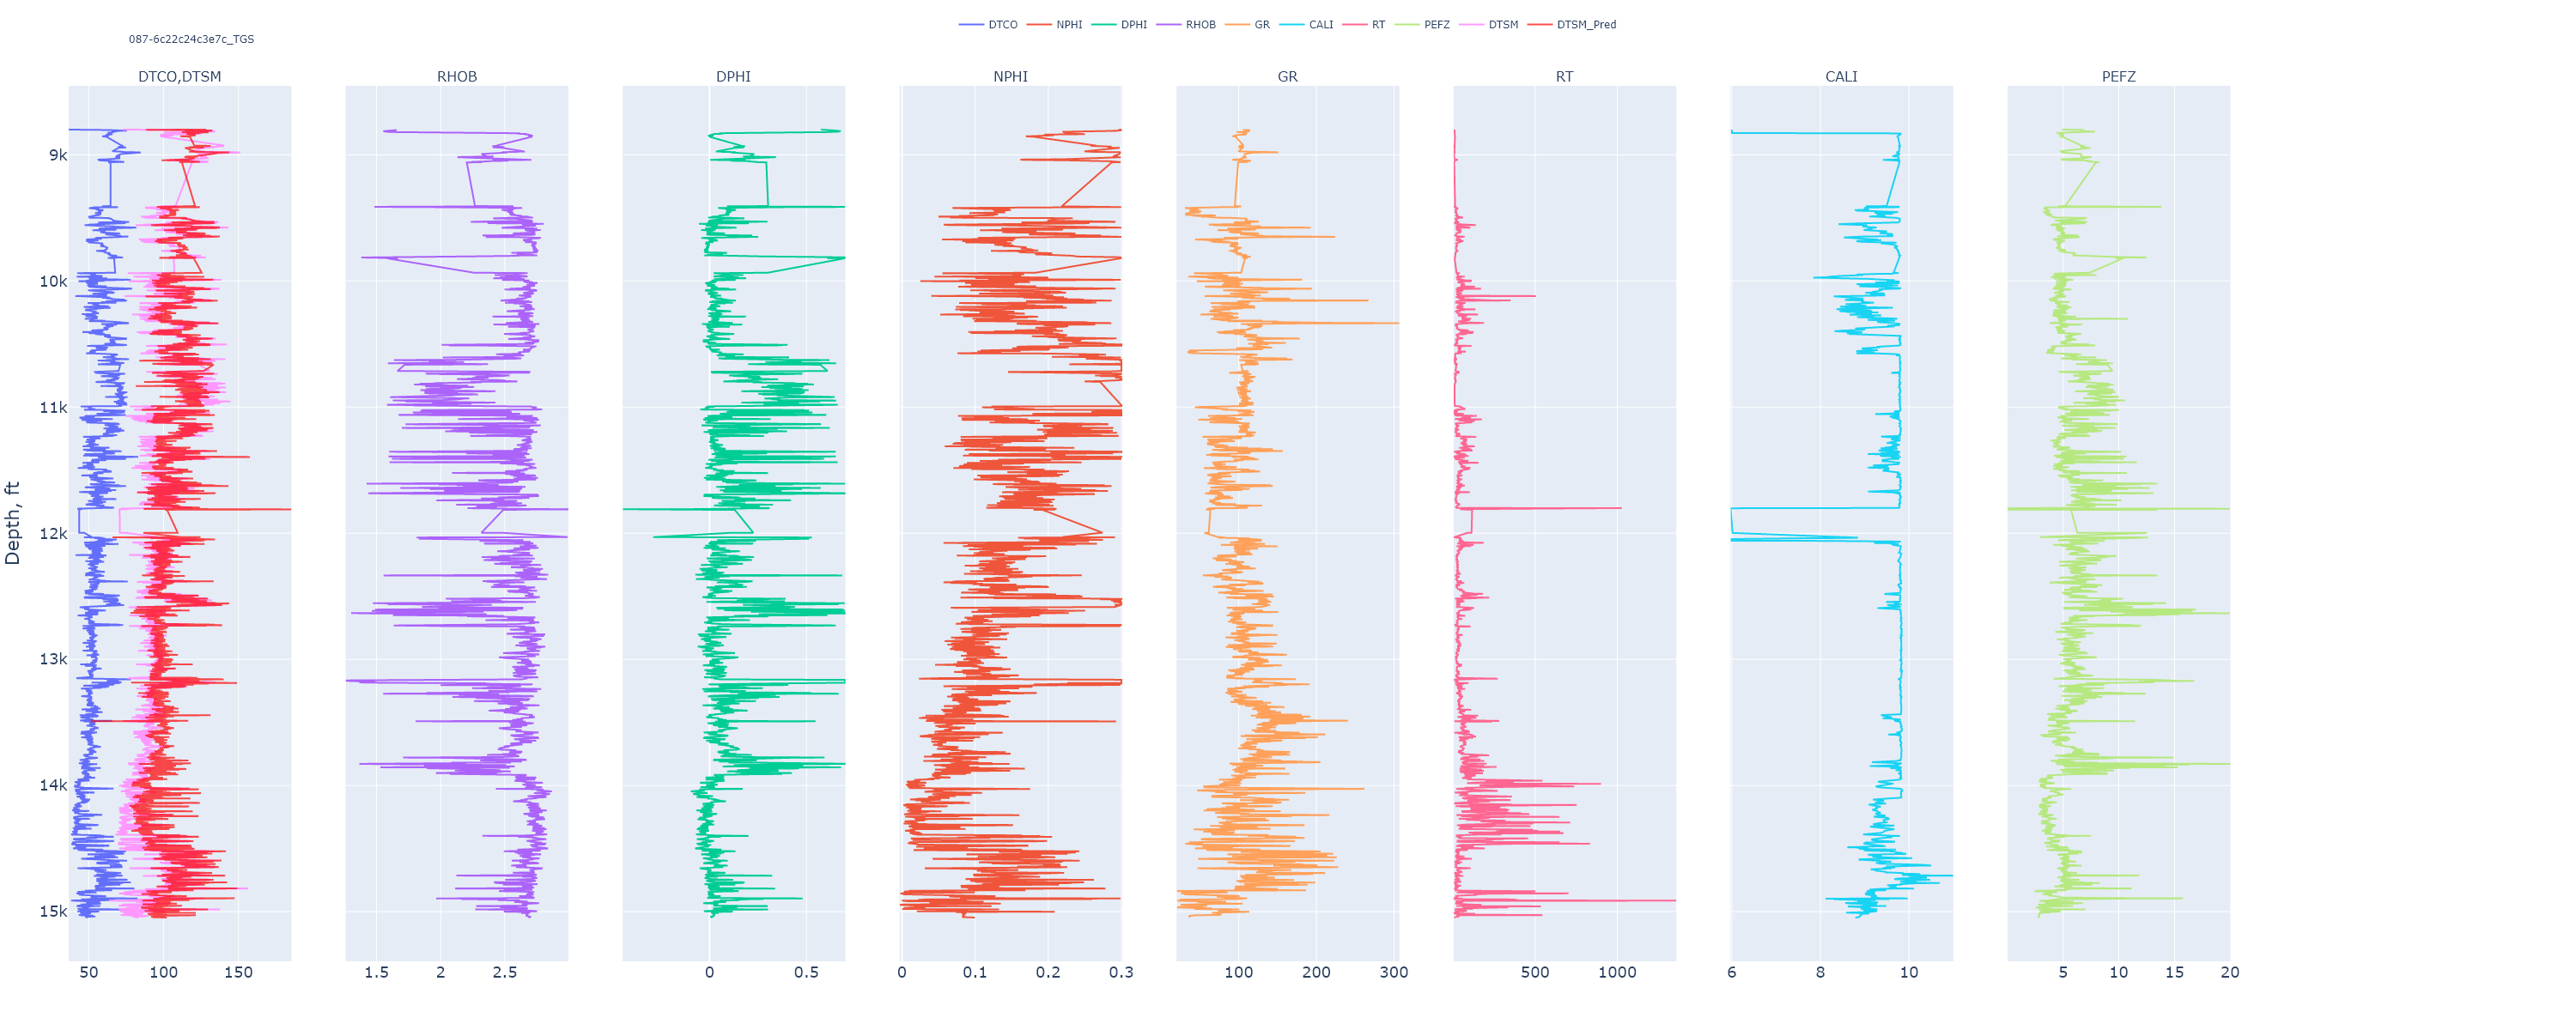 DTCO NPHI DPHI RHOB GR CALI RT PEFZ DTSM DTSM_Pred
087-6c22c24c3e7c_TGS
DTCO,DTSM RHOB DPHI NPHI GR RT CALI PEFZ
Depth, ft
9k
10k
11k
12k
13k
14k
15k
50 100 150 1.5 2 2.5 0 0.5 0 0.1 0.2 0.3 100 200 300 500 1000 6 8 10 5 10 15 20